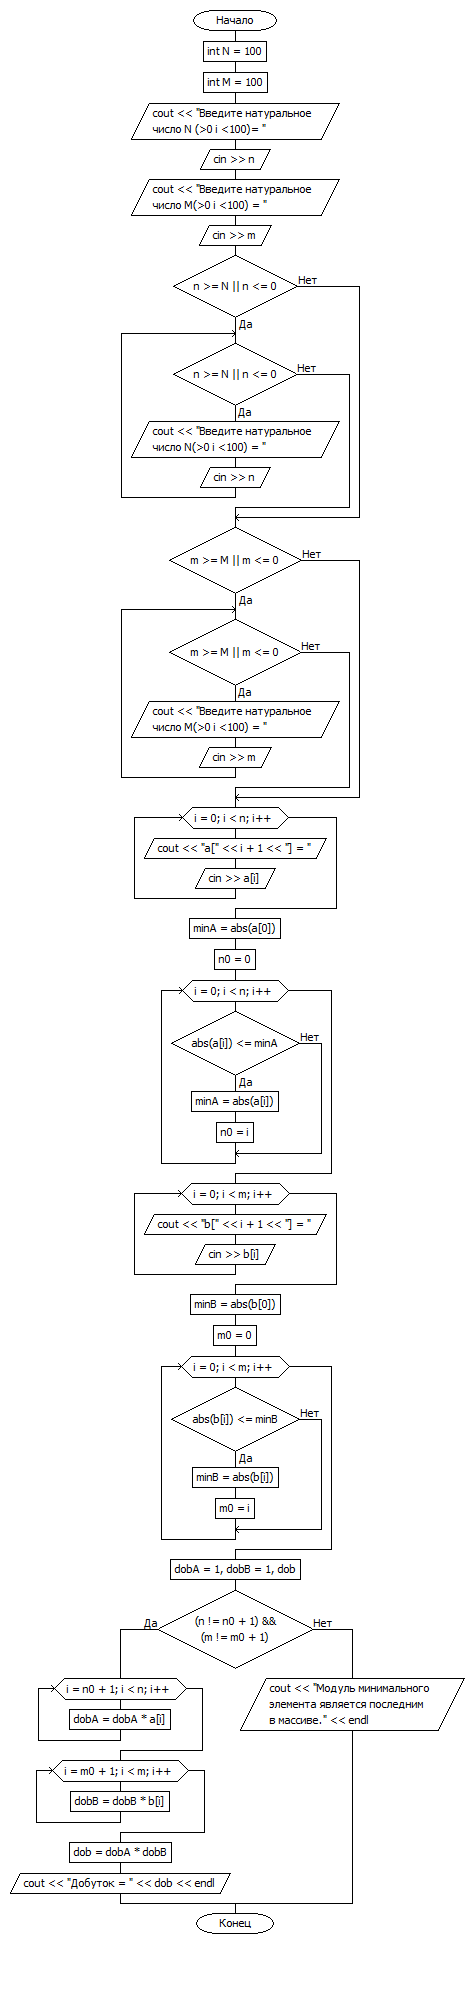 Начало
int N = 100
int M = 100
cout << "Введите натуральное
число N (>0 i <100)= "
cin >> n
cout << "Введите натуральное
число M(>0 i <100) = "
cin >> m
n >= N || n <= 0
Нет
Да
n >= N || n <= 0
Нет
Да
cout << "Введите натуральное
число N(>0 i <100) = "
cin >> n
m >= M || m <= 0
Нет
Да
m >= M || m <= 0
Нет
Да
cout << "Введите натуральное
число M(>0 i <100) = "
cin >> m
i = 0; i < n; i++
cout << "a[" << i + 1 << "] = "
cin >> a[i]
minA = abs(a[0])
n0 = 0
i = 0; i < n; i++
abs(a[i]) <= minA
Нет
Да
minA = abs(a[i])
n0 = i
i = 0; i < m; i++
cout << "b[" << i + 1 << "] = "
cin >> b[i]
minB = abs(b[0])
m0 = 0
i = 0; i < m; i++
abs(b[i]) <= minB
Нет
Да
minB = abs(b[i])
m0 = i
dobA = 1, dobB = 1, dob
(n != n0 + 1) &&
(m != m0 + 1)
Да
Нет
i = n0 + 1; i < n; i++
dobA = dobA * a[i]
i = m0 + 1; i < m; i++
dobB = dobB * b[i]
dob = dobA * dobB
cout << "Добуток = " << dob << endl
cout << "Модуль минимального
элемента является последним
в массиве." << endl
Конец